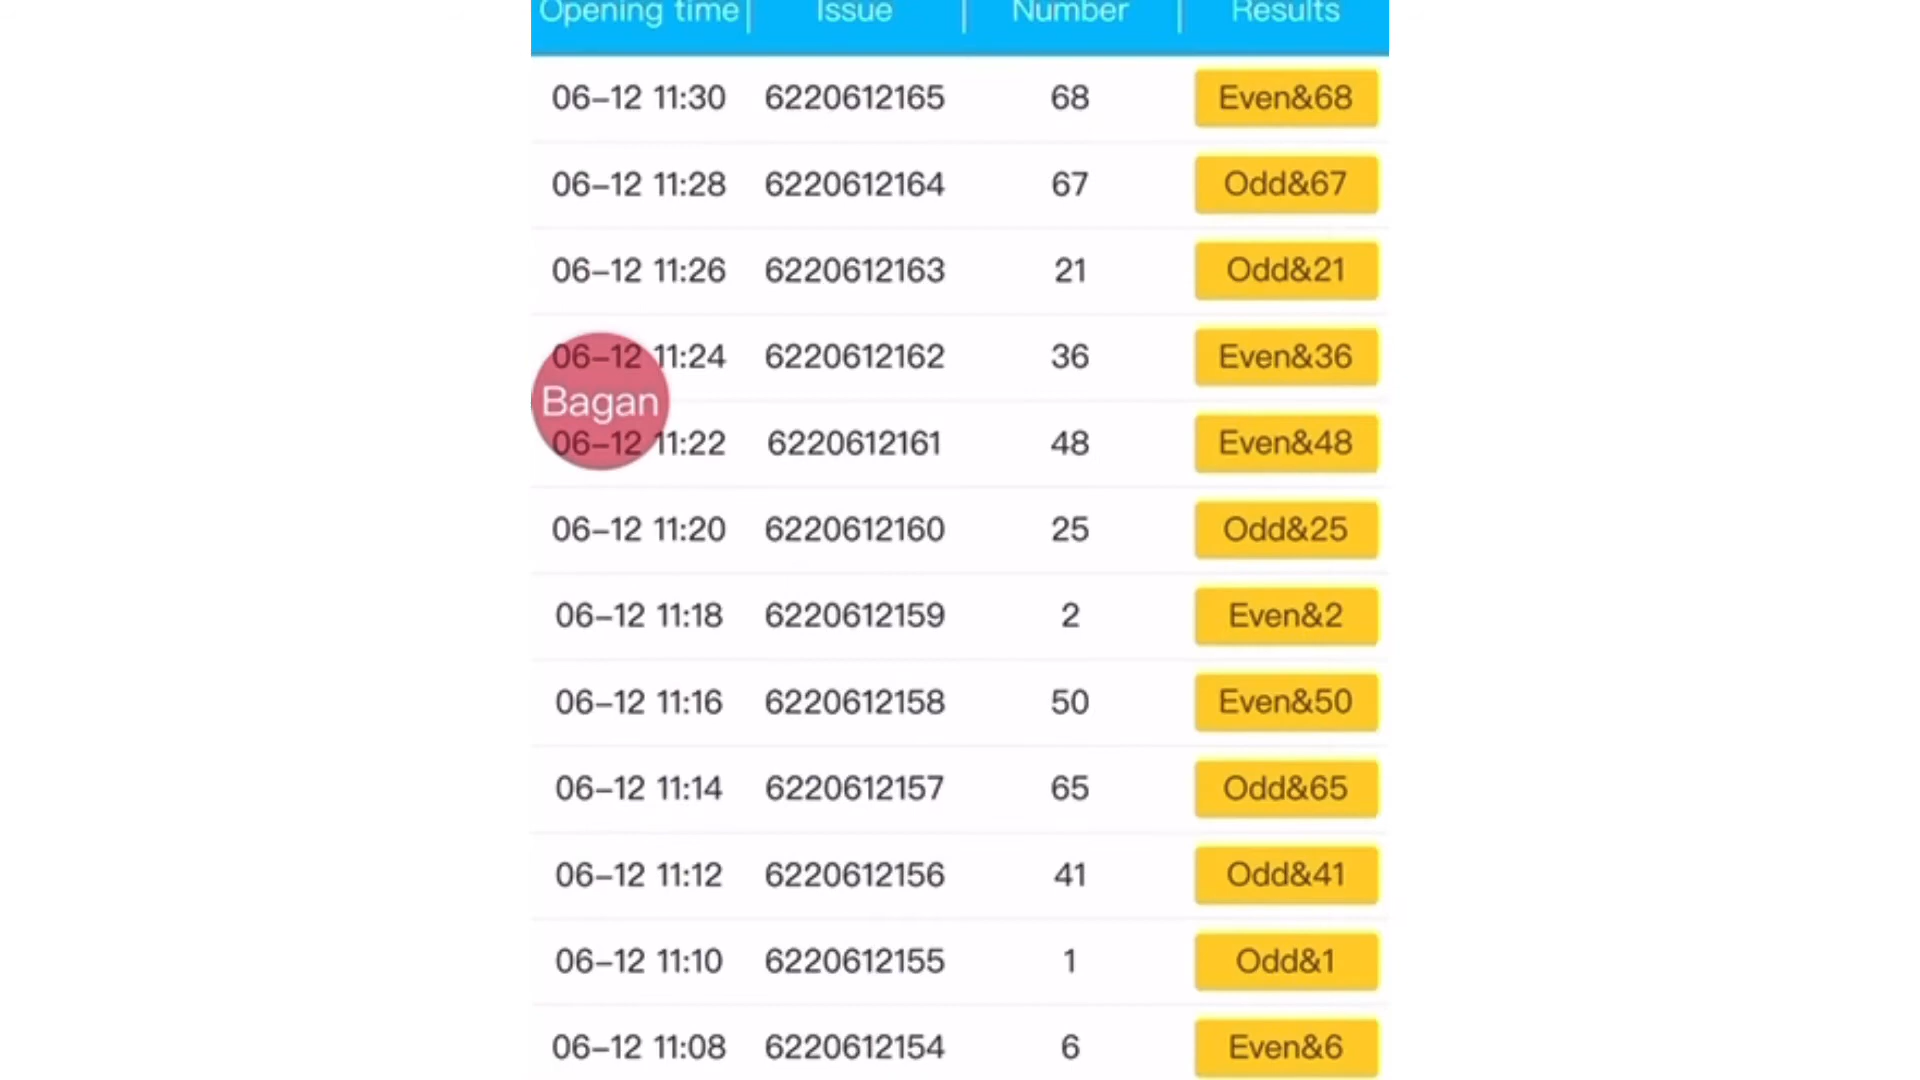 Opening time Issue Number Results
06-12 11:30 6220612165 68 Even&68
06-12 11:28 6220612164 67 Odd&67
06-12 11:26 6220612163 21 Odd&21
06-12 11:24 6220612162 36 Even&36
Bagan
06-12 11:22 6220612161 48 Even&48
06-12 11:20 6220612160 25 Odd&25
06-12 11:18 6220612159 2 Even&2
06-12 11:16 6220612158 50 Even&50
06-12 11:14 6220612157 65 Odd&65
06-12 11:12 6220612156 41 Odd&41
06-12 11:10 6220612155 1 Odd&1
06-12 11:08 6220612154 6 Even&6